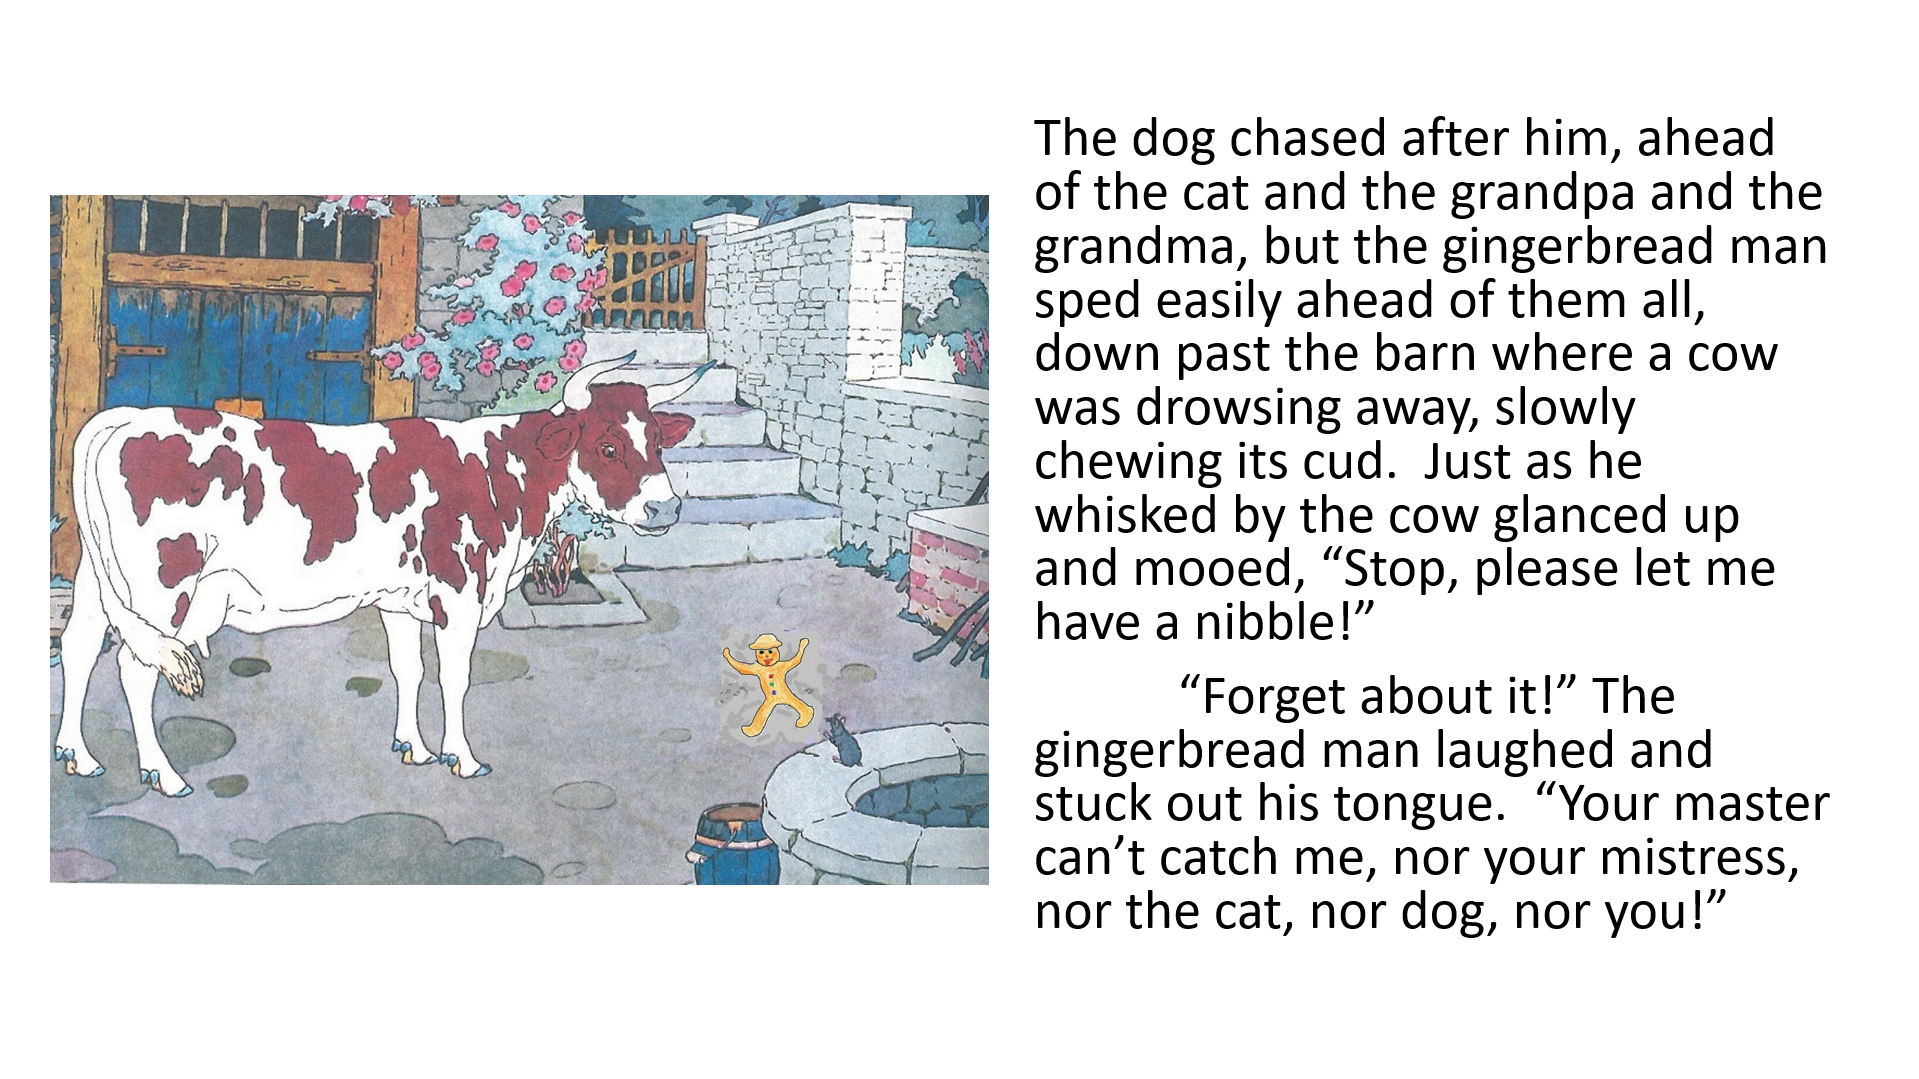 The dog chased after him, ahead
of the cat and the grandpa and the
grandma, but the gingerbread man
sped easily ahead of them all,
down past the barn where a cow
was drowsing away, slowly
chewing its cud.  Just as he
whisked by the cow glanced up
and mooed, “Stop, please let me
have a nibble!”
“Forget about it!” The
gingerbread man laughed and
stuck out his tongue.  “Your master
can’t catch me, nor your mistress,
nor the cat, nor dog, nor you!”